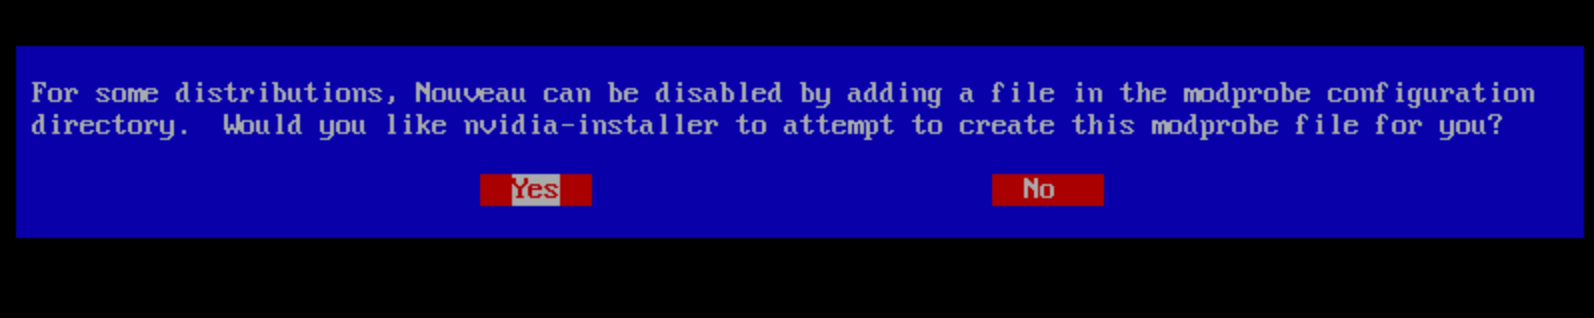 For some distributions, Nouveau can be disabled by adding a file in the modprobe configuration
directory.  Would you like nvidia-installer to attempt to create this modprobe file for you?
Yes
No